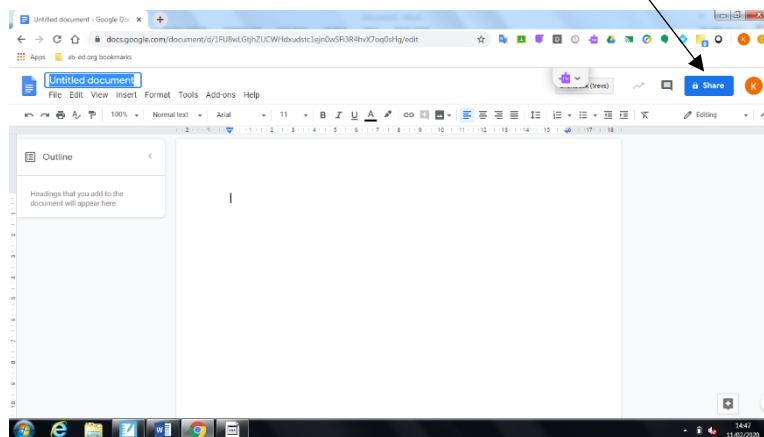 Untitled document - Google Do
docs.google.com/document/d/1FU8wLGtjhZUCWHdxudstc1ejn0wSFi3R4hvX7oq0sHg/edit
Apps ab-ed.org bookmarks
Untitled document
(trevs)
Share
K
File Edit View Insert Format Tools Add-ons Help
100% Normal text Arial 11 B I U A Editing
Outline
Headings that you add to the
document will appear here.
14:47
11/02/2020